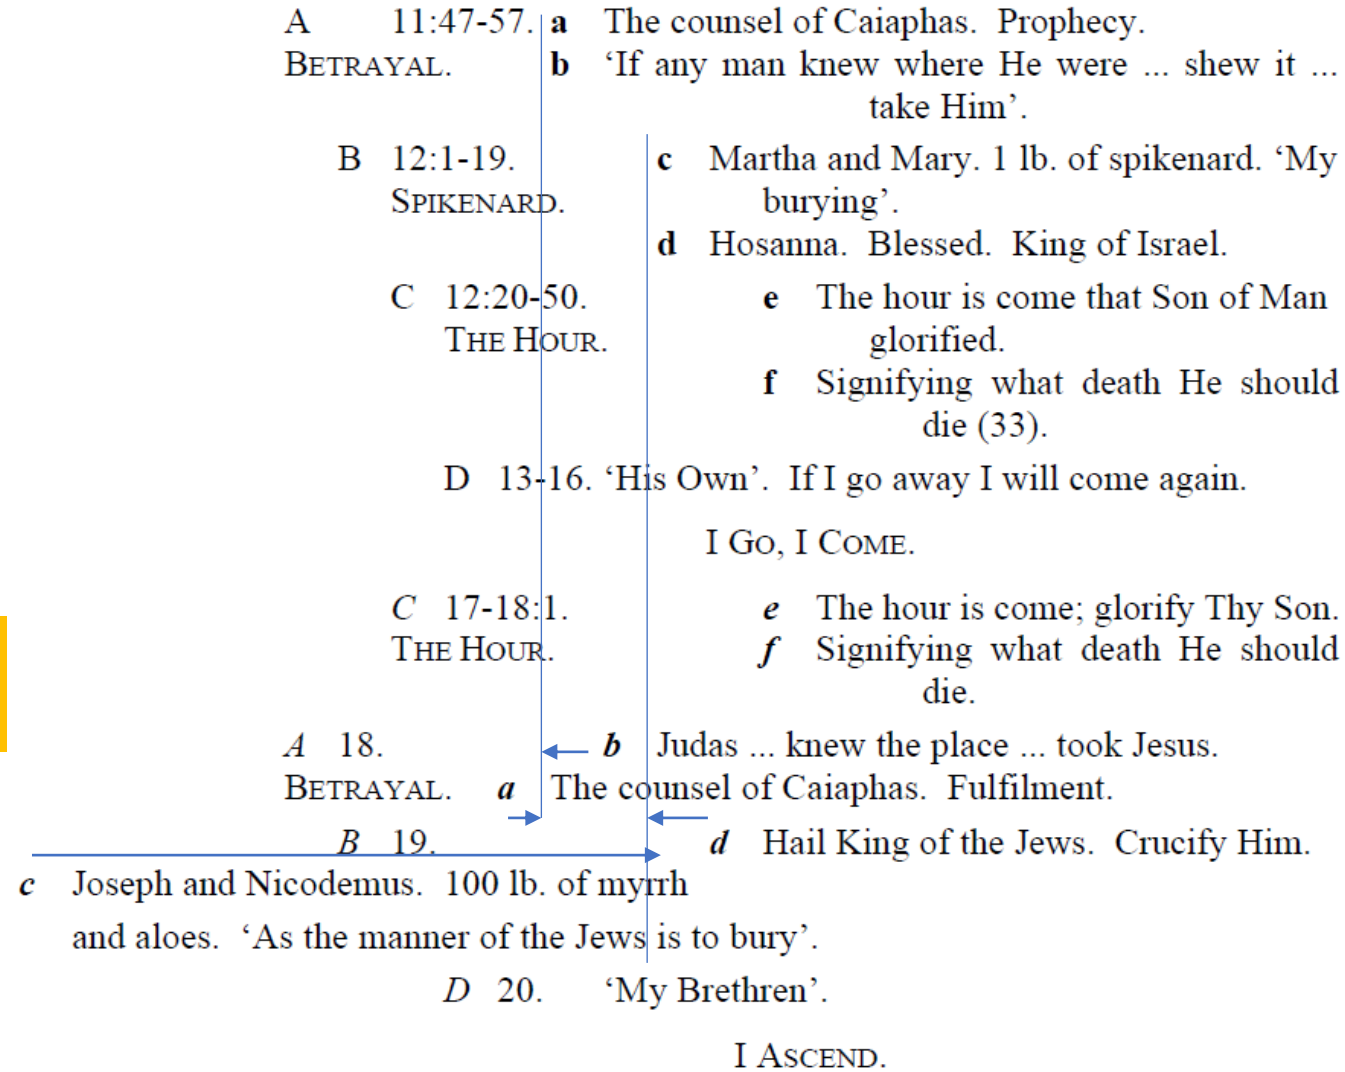 A 11:47-57. a The counsel of Caiaphas. Prophecy.
BETRAYAL. b ‘If any man knew where He were ... shew it ...
take Him’.
B 12:1-19. c Martha and Mary. 1 lb. of spikenard. ‘My
SPIKENARD. burying’.
d Hosanna. Blessed. King of Israel.
C 12:20-50. e The hour is come that Son of Man
THE HOUR. glorified.
f Signifying what death He should
die (33).
D 13-16. ‘His Own’. If I go away I will come again.
I GO, I COME.
C 17-18:1. e The hour is come; glorify Thy Son.
THE HOUR. f Signifying what death He should
die.
A 18. b Judas ... knew the place ... took Jesus.
BETRAYAL. a The counsel of Caiaphas. Fulfilment.
B 19. d Hail King of the Jews. Crucify Him.
c Joseph and Nicodemus. 100 lb. of myrrh
and aloes. ‘As the manner of the Jews is to bury’.
D 20. ‘My Brethren’.
I ASCEND.